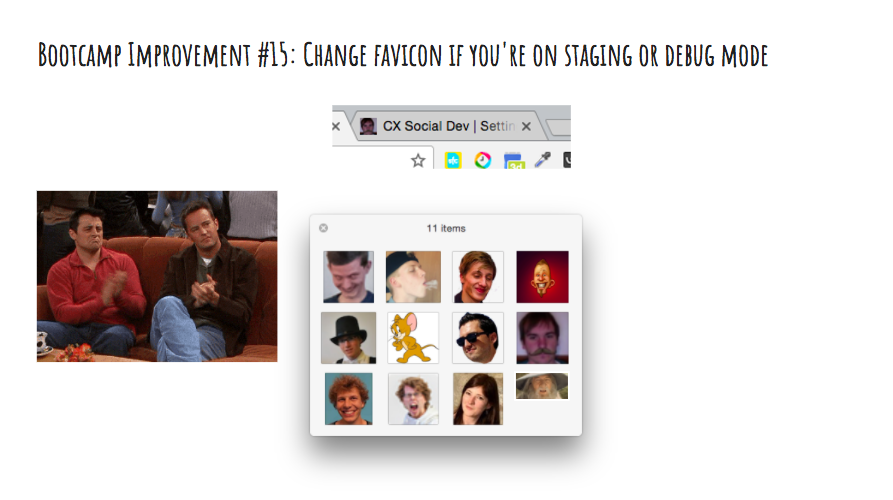 Bootcamp Improvement #15: Change favicon if you're on staging or debug mode
CX Social Dev | Settin
11 items